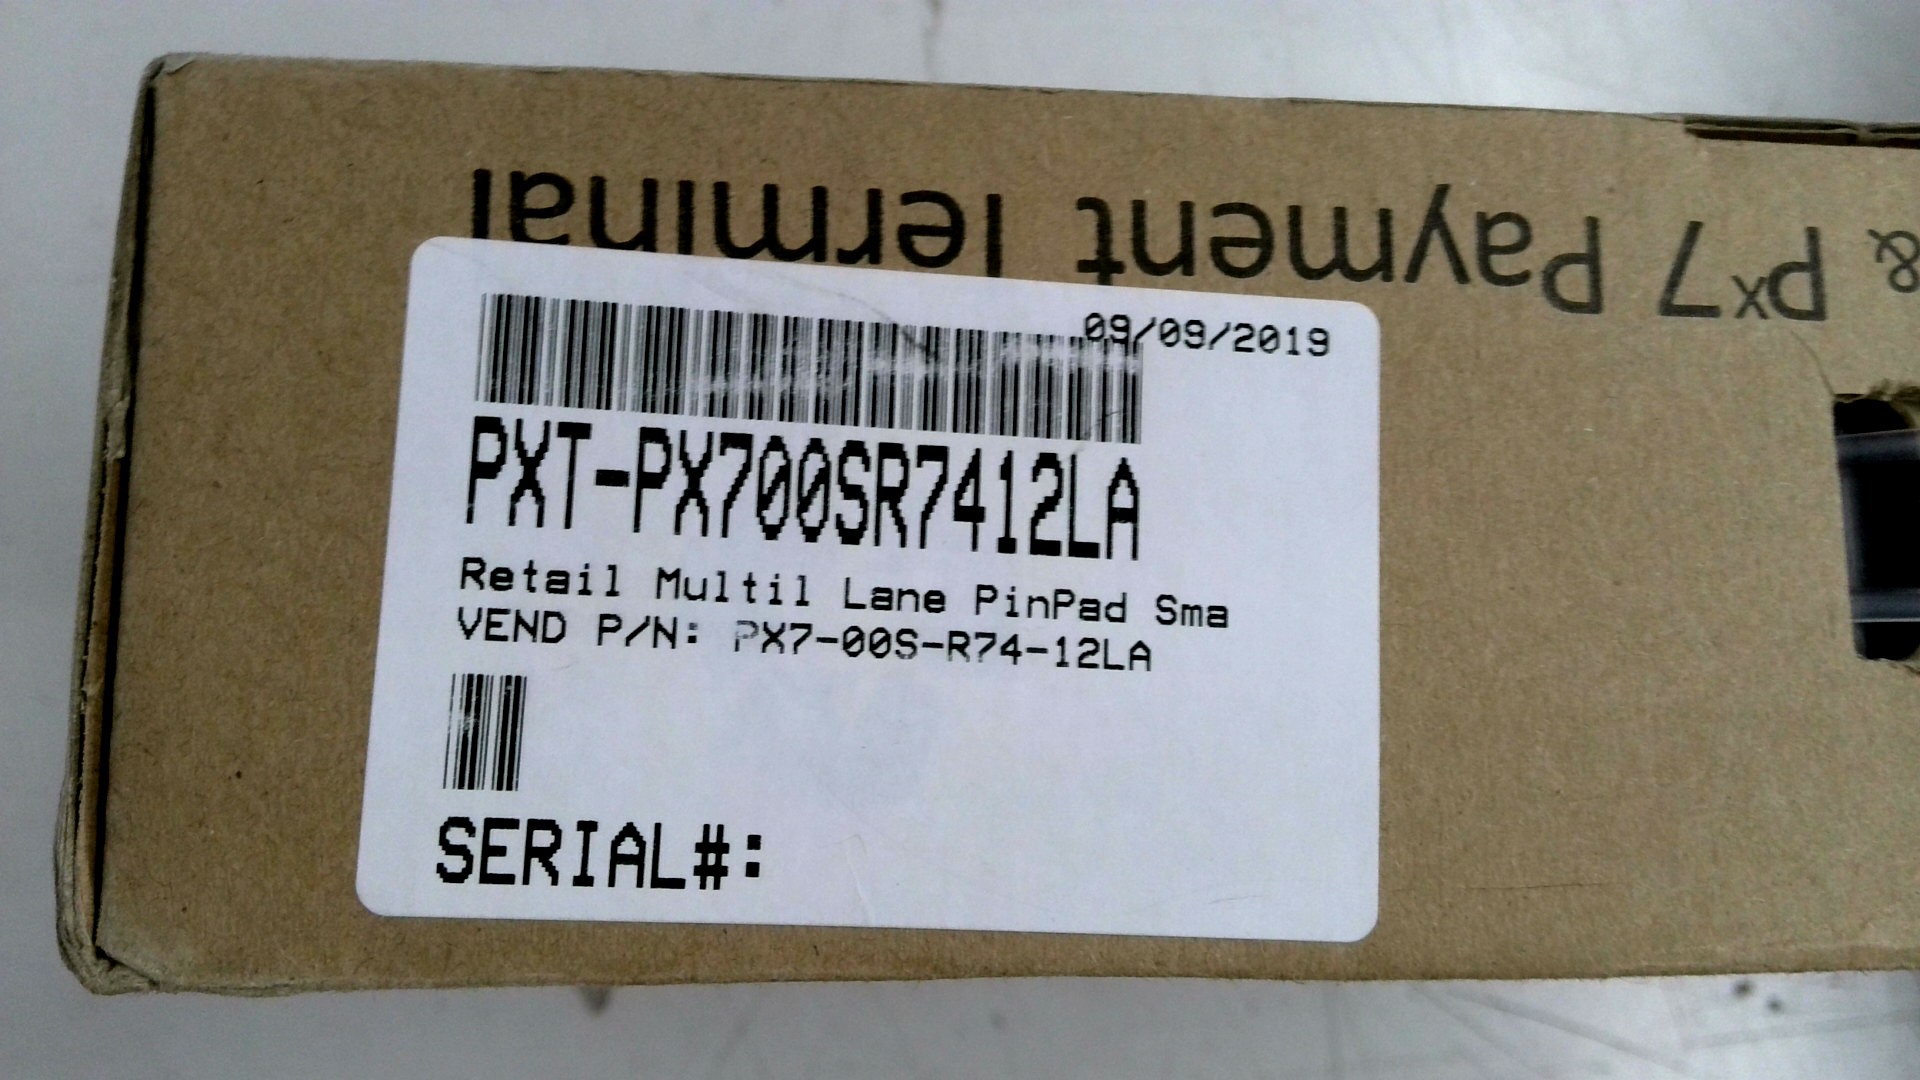 & Px7 Payment Terminal
09/09/2019
PXT-PX700SR7412LA
Retail Multil Lane PinPad Sma
VEND P/N: PX7-00S-R74-12LA
SERIAL#: